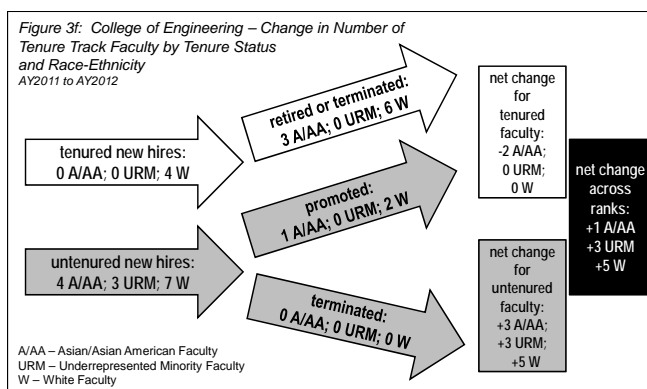 Figure 3f: College of Engineering – Change in Number of
Tenure Track Faculty by Tenure Status
and Race-Ethnicity
AY2011 to AY2012
tenured new hires:
0 A/AA; 0 URM; 4 W
retired or terminated:
3 A/AA; 0 URM; 6 W
net change
for
tenured
faculty:
-2 A/AA;
0 URM;
0 W
untenured new hires:
4 A/AA; 3 URM; 7 W
promoted:
1 A/AA; 0 URM; 2 W
terminated:
0 A/AA; 0 URM; 0 W
net change
for
untenured
faculty:
+3 A/AA;
+3 URM;
+5 W
net change
across
ranks:
+1 A/AA
+3 URM
+5 W
A/AA – Asian/Asian American Faculty
URM – Underrepresented Minority Faculty
W – White Faculty